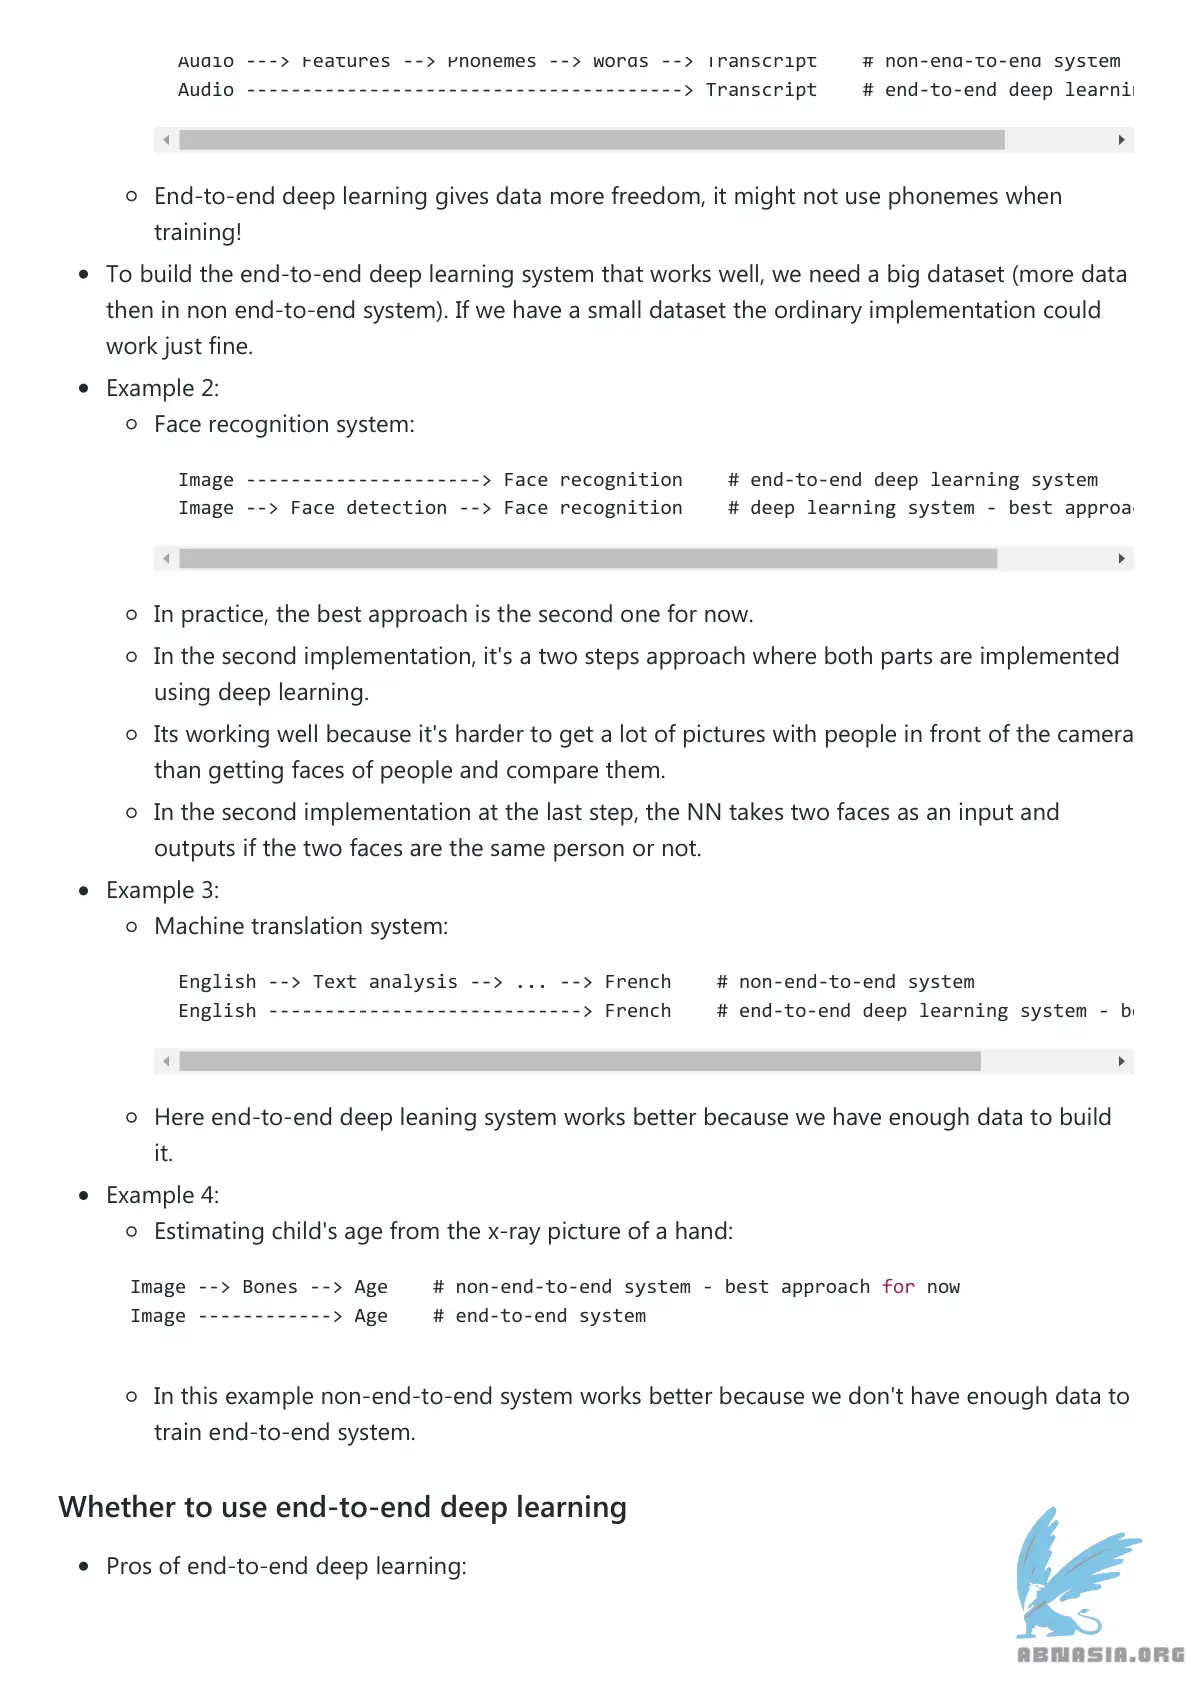 Audio ---> Features --> Phonemes --> Words --> Transcript    # non-end-to-end system
Audio ---------------------------------------> Transcript    # end-to-end deep learnin
End-to-end deep learning gives data more freedom, it might not use phonemes when
training!
To build the end-to-end deep learning system that works well, we need a big dataset (more data
then in non end-to-end system). If we have a small dataset the ordinary implementation could
work just fine.
Example 2:
Face recognition system:
Image ---------------------> Face recognition    # end-to-end deep learning system
Image --> Face detection --> Face recognition    # deep learning system - best approac
In practice, the best approach is the second one for now.
In the second implementation, it's a two steps approach where both parts are implemented
using deep learning.
Its working well because it's harder to get a lot of pictures with people in front of the camera
than getting faces of people and compare them.
In the second implementation at the last step, the NN takes two faces as an input and
outputs if the two faces are the same person or not.
Example 3:
Machine translation system:
English --> Text analysis --> ... --> French    # non-end-to-end system
English ----------------------------> French    # end-to-end deep learning system - be
Here end-to-end deep leaning system works better because we have enough data to build
it.
Example 4:
Estimating child's age from the x-ray picture of a hand:
Image --> Bones --> Age    # non-end-to-end system - best approach for now
Image ------------> Age    # end-to-end system
In this example non-end-to-end system works better because we don't have enough data to
train end-to-end system.
Whether to use end-to-end deep learning
Pros of end-to-end deep learning:
ABNASIA.ORG